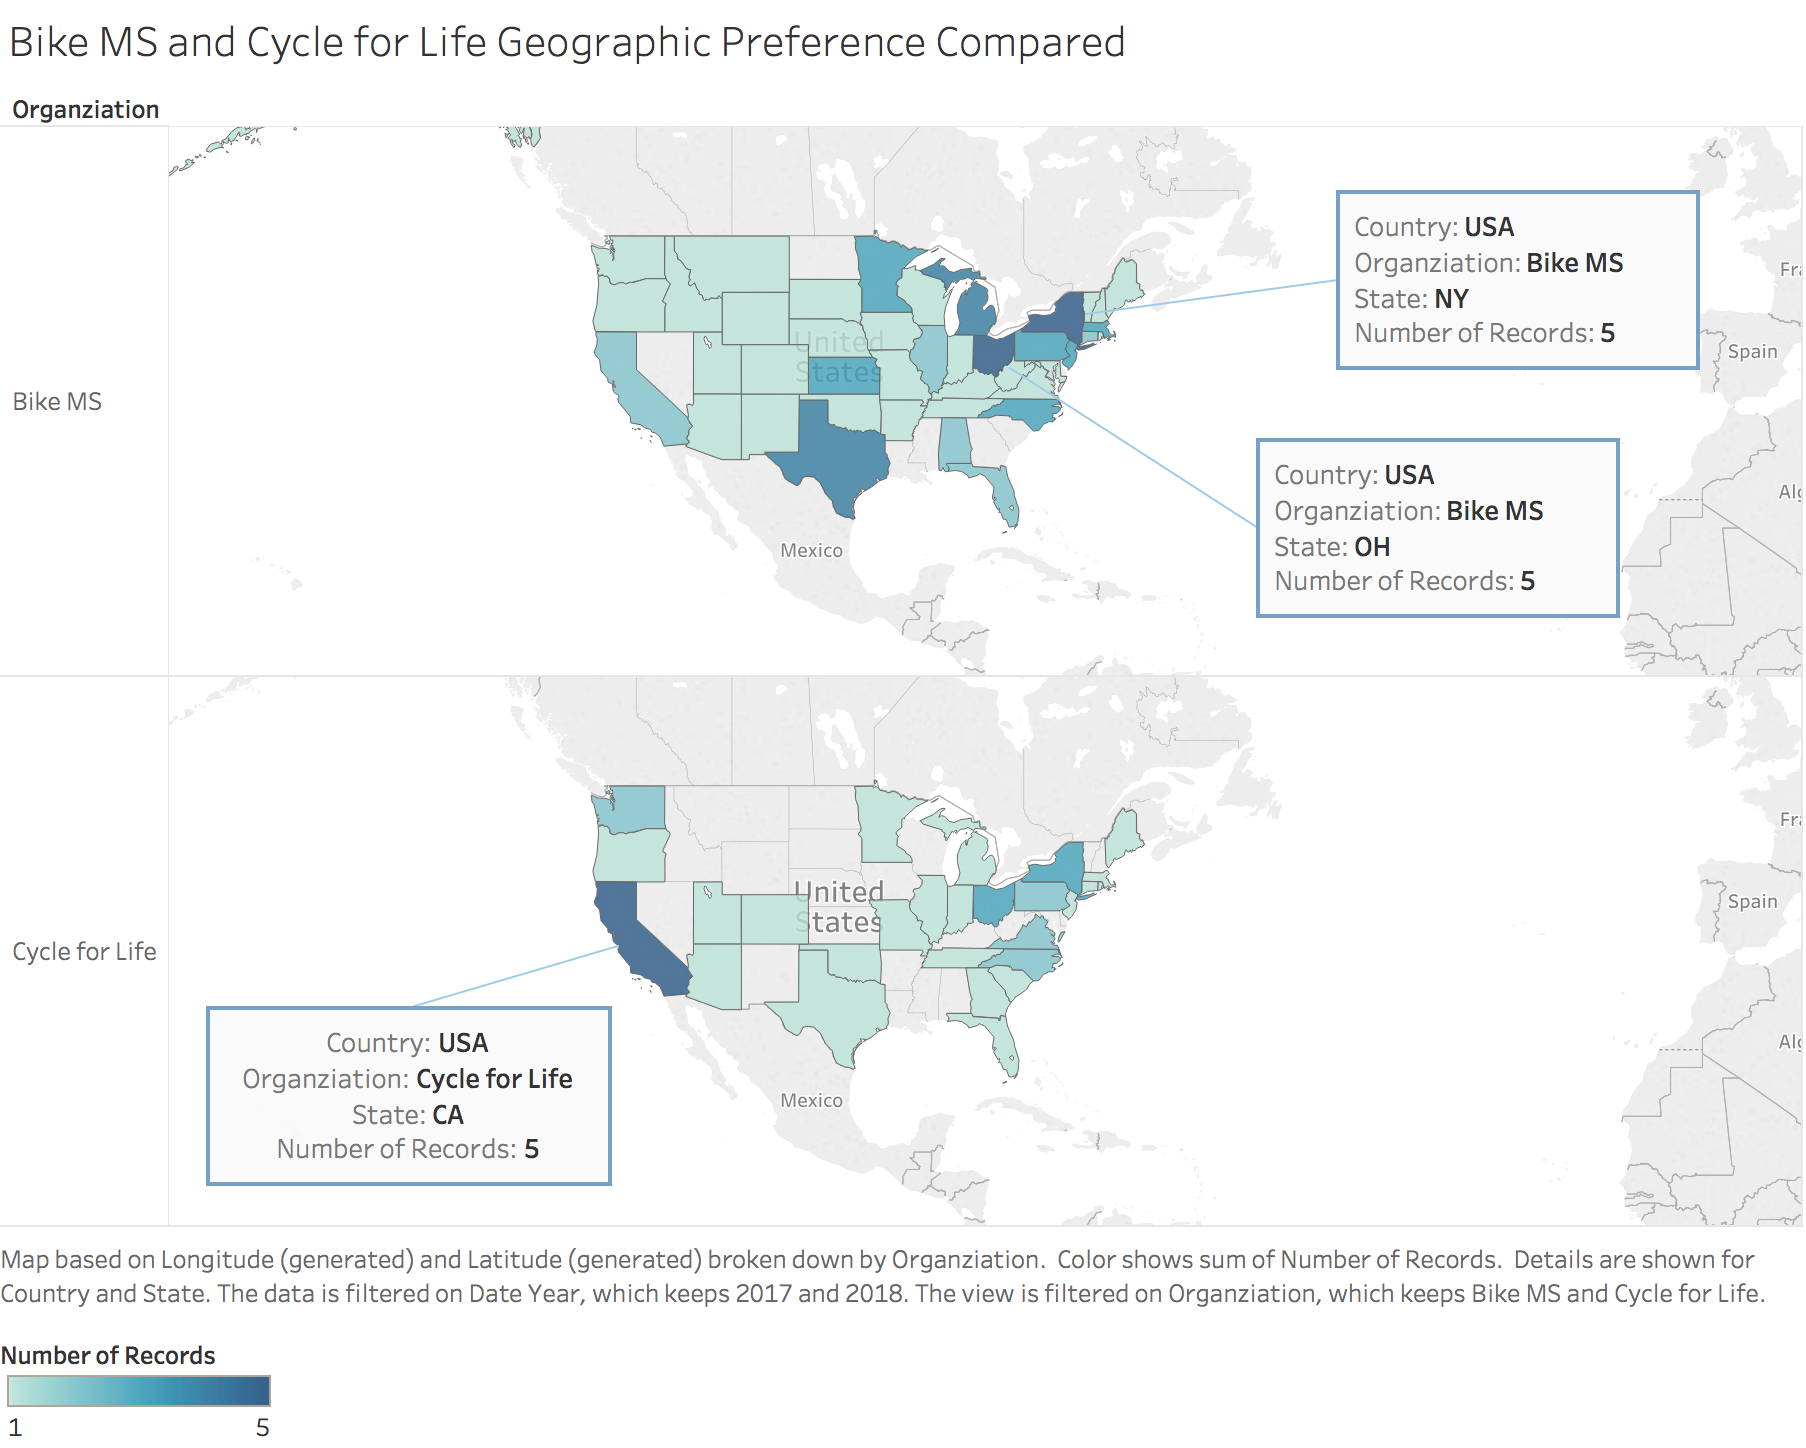 Bike MS and Cycle for Life Geographic Preference Compared
Organziation
Bike MS
United
States
Mexico
Spain
Country: USA
Organziation: Bike MS
State: NY
Number of Records: 5
Country: USA
Organziation: Bike MS
State: OH
Number of Records: 5
Cycle for Life
United
States
Mexico
Spain
Country: USA
Organziation: Cycle for Life
State: CA
Number of Records: 5
Map based on Longitude (generated) and Latitude (generated) broken down by Organziation.  Color shows sum of Number of Records.  Details are shown for
Country and State. The data is filtered on Date Year, which keeps 2017 and 2018. The view is filtered on Organziation, which keeps Bike MS and Cycle for Life.
Number of Records
1 5